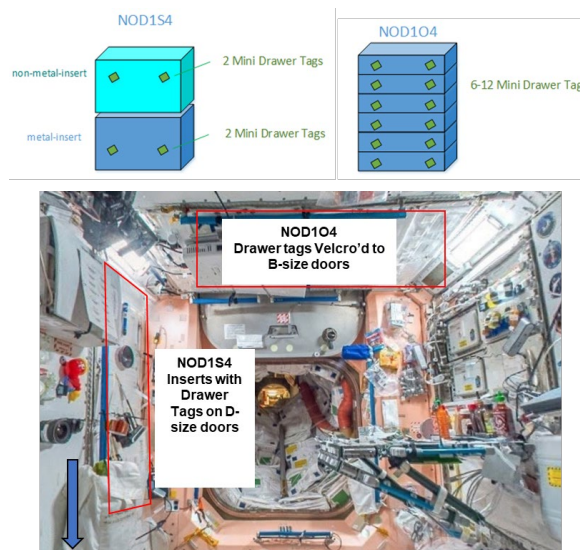 NOD1S4
non-metal-insert
2 Mini Drawer Tags
metal-insert
2 Mini Drawer Tags
NOD1O4
6-12 Mini Drawer Tag
NOD1O4
Drawer tags Velcro’d to
B-size doors
NOD1S4
Inserts with
Drawer
Tags on D-
size doors